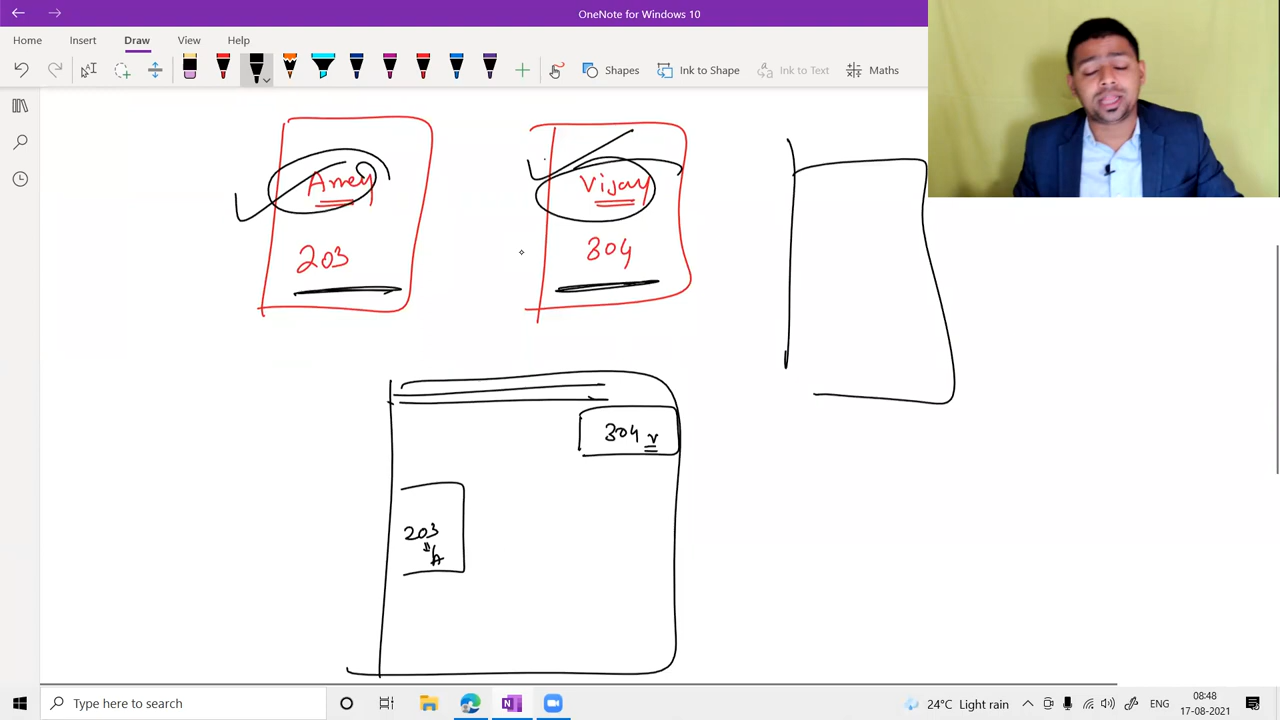 OneNote for Windows 10
Home Insert Draw View Help
Shapes Ink to Shape Ink to Text Maths
Amey Vijay
203 304
304 v
203
A
Type here to search
24°C Light rain ENG 08:48
17-08-2021